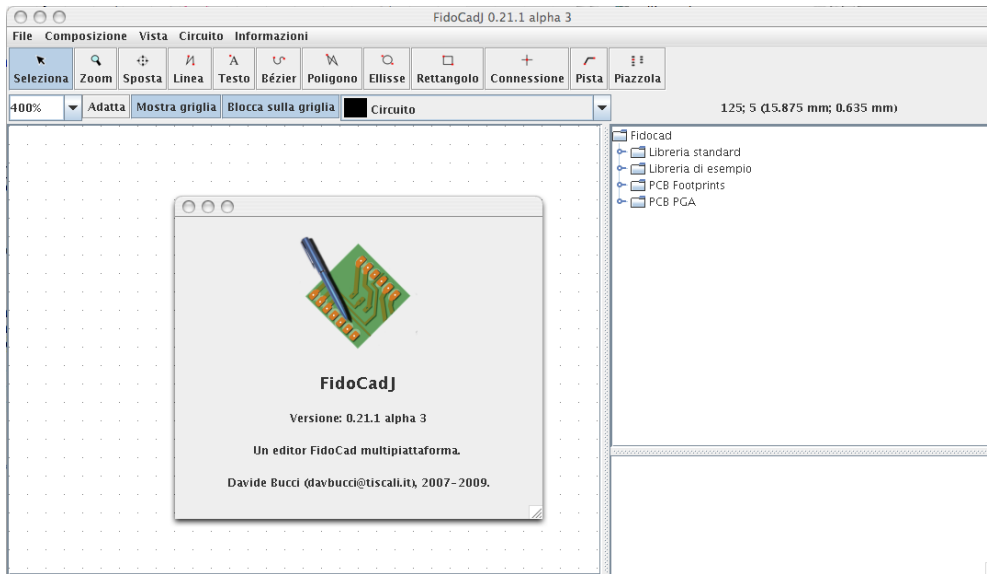 FidoCadJ 0.21.1 alpha 3
File Composizione Vista Circuito Informazioni
Seleziona Zoom Sposta Linea Testo Bézier Poligono Ellisse Rettangolo Connessione Pista Piazzola
400% Adatta Mostra griglia Blocca sulla griglia Circuito 125; 5 (15.875 mm; 0.635 mm)
Fidocad
Libreria standard
Libreria di esempio
PCB Footprints
PCB PGA
FidoCadJ
Versione: 0.21.1 alpha 3
Un editor FidoCad multipiattaforma.
Davide Bucci (davbucci@tiscali.it), 2007-2009.